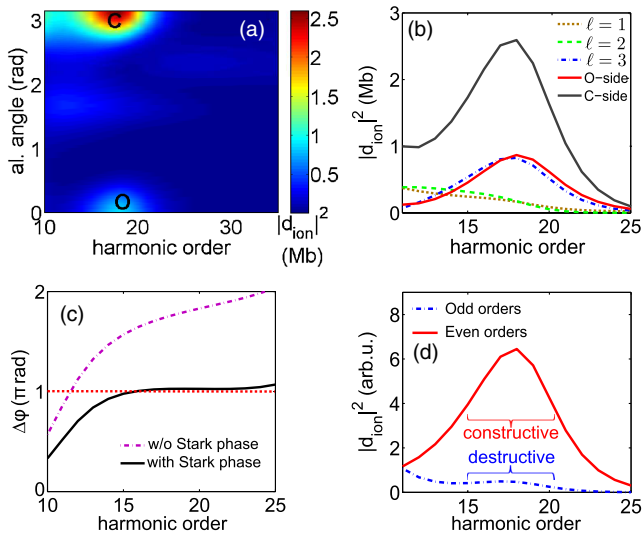 (a)
C
O
al. angle (rad)
3
2
1
0
10
20
30
harmonic order
2.5
2
1.5
1
0.5
2
|d_ion|
(Mb)
(b)
ℓ = 1
ℓ = 2
ℓ = 3
O-side
C-side
|d_ion|^2 (Mb)
3
2
1
0
15
20
25
harmonic order
(c)
Δφ (π rad)
2
1
0
w/o Stark phase
with Stark phase
10
15
20
25
harmonic order
Odd orders
Even orders
(d)
|d_ion|^2 (arb.u.)
8
6
4
2
0
constructive
destructive
15
20
25
harmonic order